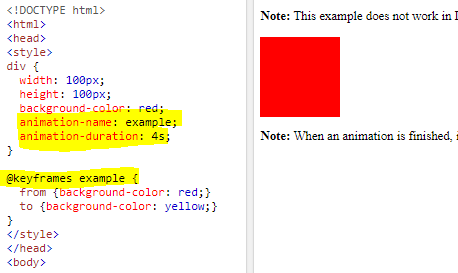 <!DOCTYPE html>
<html>
<head>
<style>
div {
  width: 100px;
  height: 100px;
  background-color: red;
  animation-name: example;
  animation-duration: 4s;
}

@keyframes example {
  from {background-color: red;}
  to {background-color: yellow;}
}
</style>
</head>
<body>
Note: This example does not work in
Note: When an animation is finished,